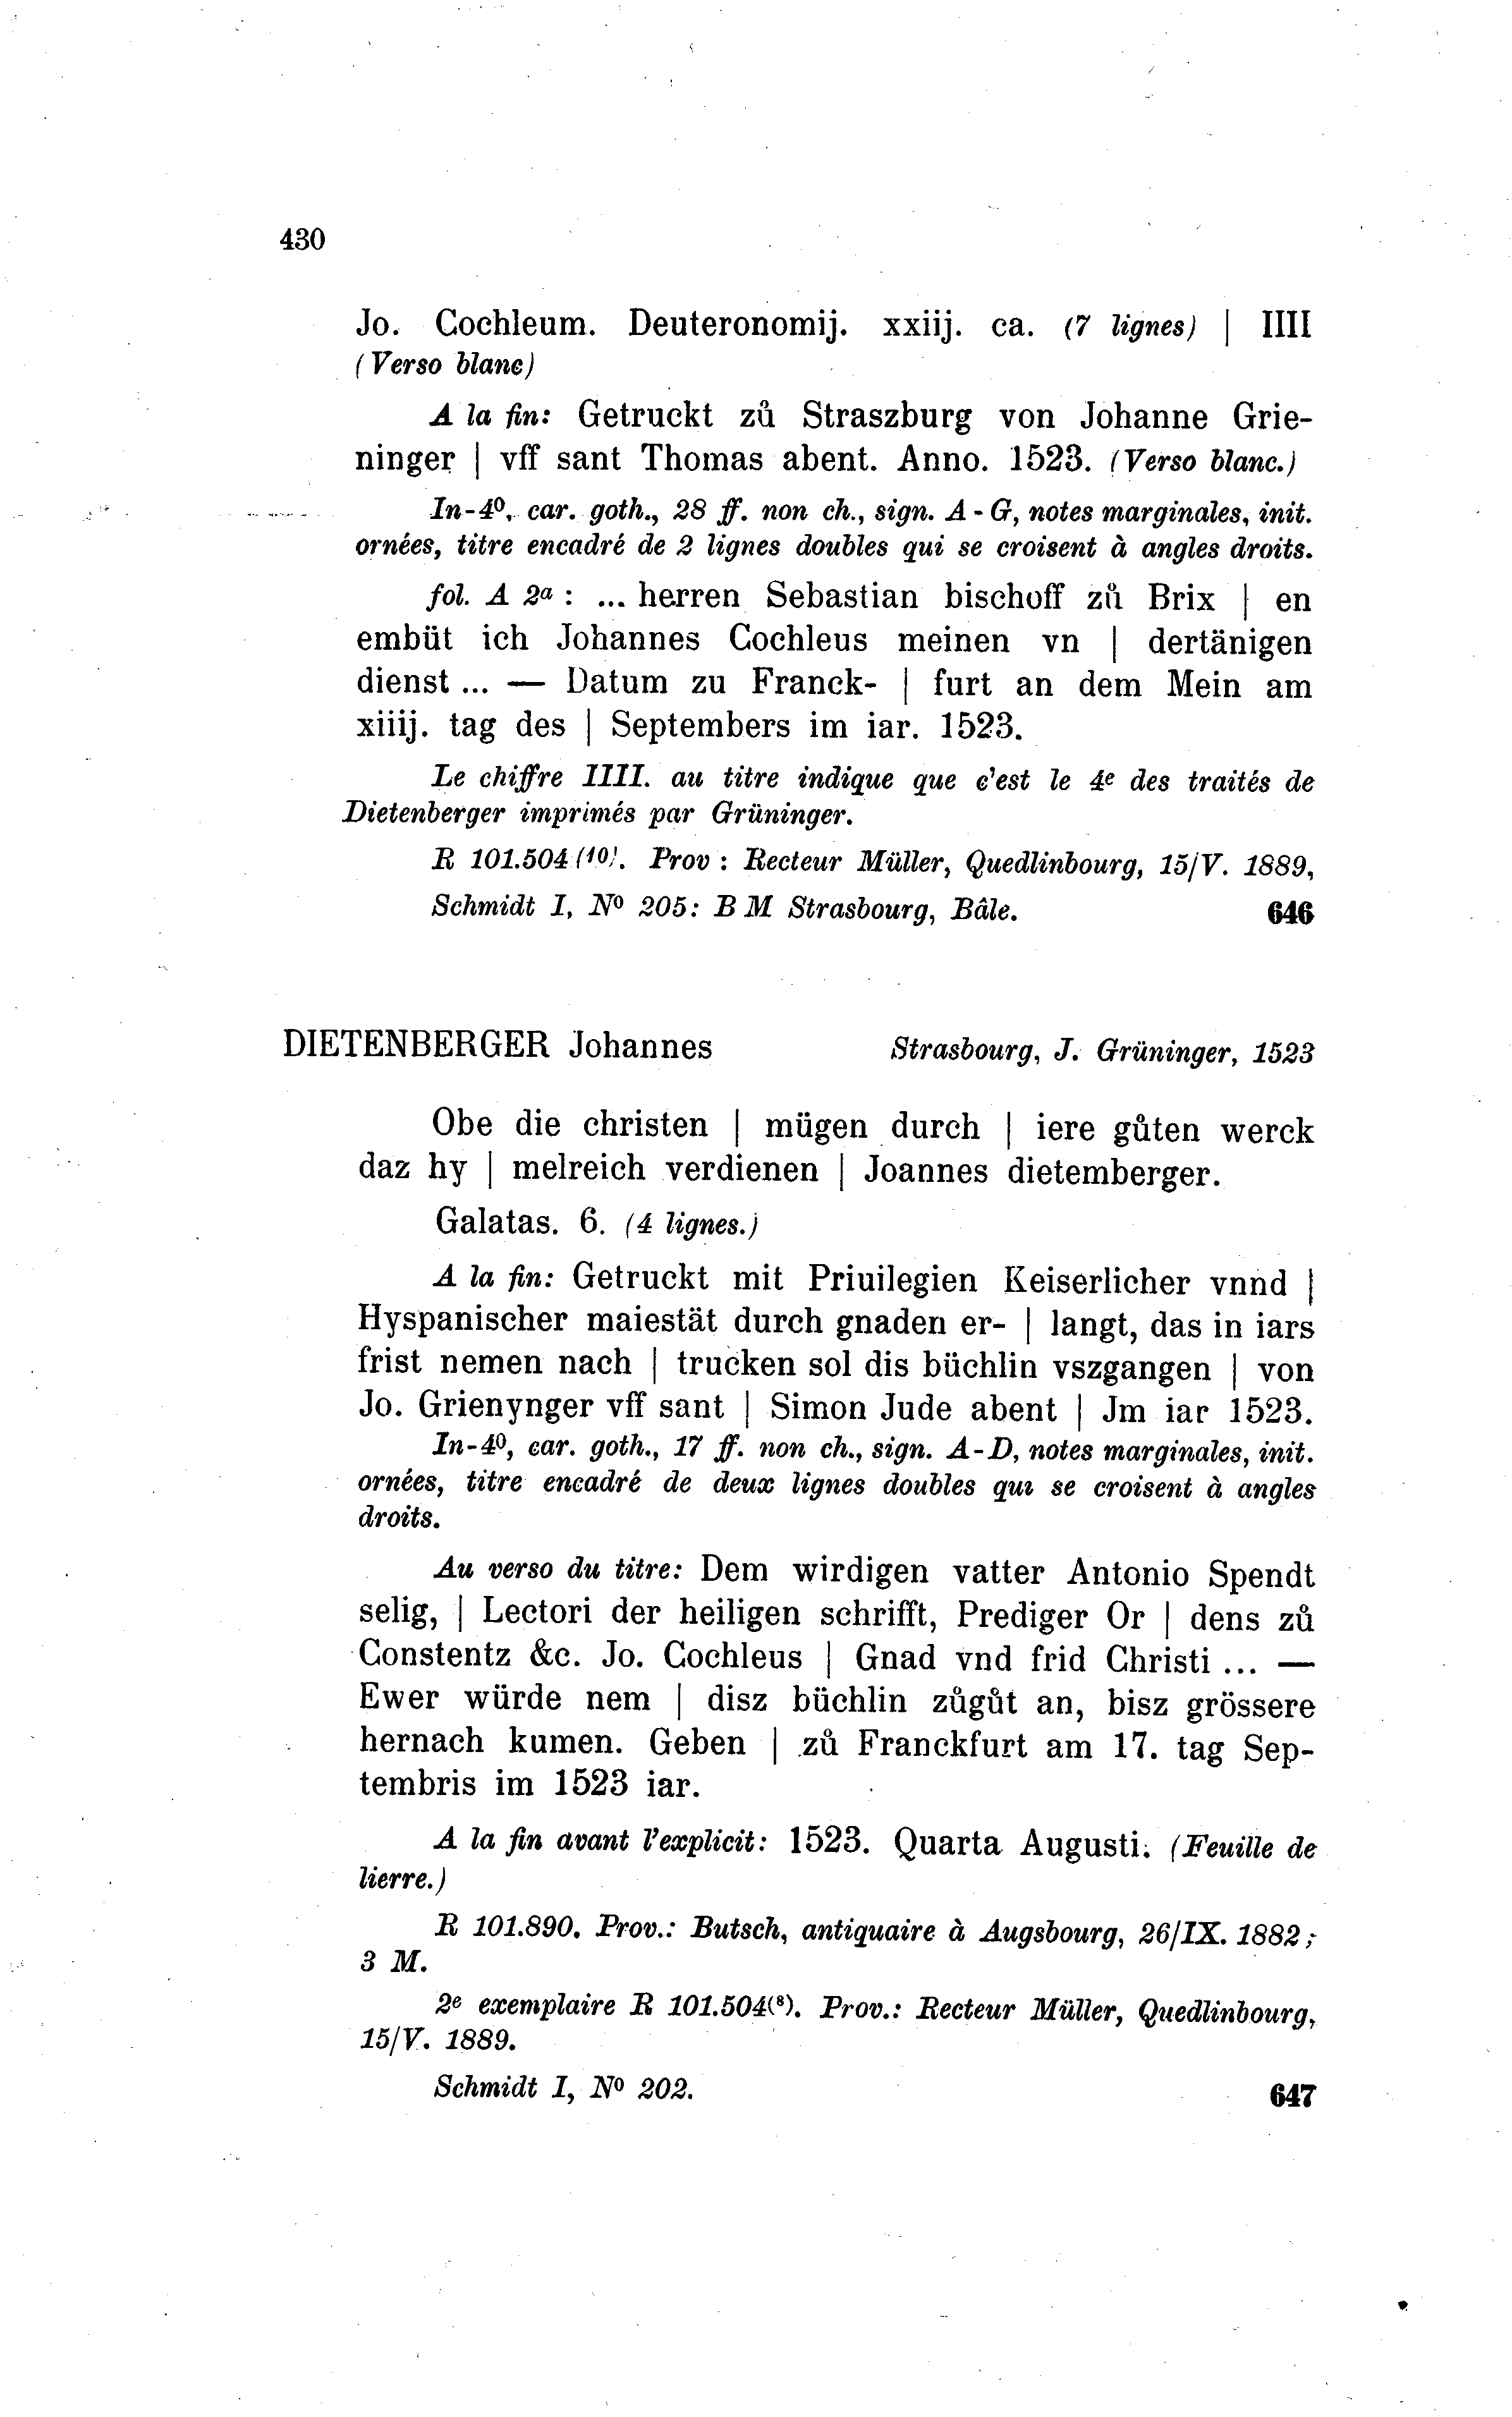 430
Jo. Cochleum. Deuteronomij. xxiij. ca. (7 lignes) | IIII
(Verso blanc)
A la fin: Getruckt zů Straszburg von Johanne Grie-
ninger | vff sant Thomas abent. Anno. 1523. (Verso blanc.)
In-4⁰, car. goth., 28 ff. non ch., sign. A - G, notes marginales, init.
ornées, titre encadré de 2 lignes doubles qui se croisent à angles droits.
fol. A 2ᵃ : ... herren Sebastian bischoff zů Brix | en
embüt ich Johannes Cochleus meinen vn | dertänigen
dienst ... — Datum zu Franck- | furt an dem Mein am
xiiij. tag des | Septembers im iar. 1523.
Le chiffre IIII. au titre indique que c'est le 4ᵉ des traités de
Dietenberger imprimés par Grüninger.
R 101.504⁽¹⁰⁾. Prov : Recteur Müller, Quedlinbourg, 15/V. 1889,
Schmidt I, Nᵒ 205: B M Strasbourg, Bâle. 646
DIETENBERGER Johannes Strasbourg, J. Grüninger, 1523
Obe die christen | mügen durch | iere gůten werck
daz hy | melreich verdienen | Joannes dietemberger.
Galatas. 6. (4 lignes.)
A la fin: Getruckt mit Priuilegien Keiserlicher vnnd |
Hyspanischer maiestät durch gnaden er- | langt, das in iars
frist nemen nach | trucken sol dis büchlin vszgangen | von
Jo. Grienynger vff sant | Simon Jude abent | Jm iar 1523.
In-4⁰, car. goth., 17 ff. non ch., sign. A-D, notes marginales, init.
ornées, titre encadré de deux lignes doubles qui se croisent à angles
droits.
Au verso du titre: Dem wirdigen vatter Antonio Spendt
selig, | Lectori der heiligen schrifft, Prediger Or | dens zů
Constentz &c. Jo. Cochleus | Gnad vnd frid Christi ... —
Ewer würde nem | disz büchlin zůgůt an, bisz grössere
hernach kumen. Geben | zů Franckfurt am 17. tag Sep-
tembris im 1523 iar.
A la fin avant l'explicit: 1523. Quarta Augusti. (Feuille de
lierre.)
R 101.890. Prov.: Butsch, antiquaire à Augsbourg, 26/IX. 1882;
3 M.
2ᵉ exemplaire R 101.504⁽⁸⁾. Prov.: Recteur Müller, Quedlinbourg,
15/V. 1889.
Schmidt I, Nᵒ 202. 647